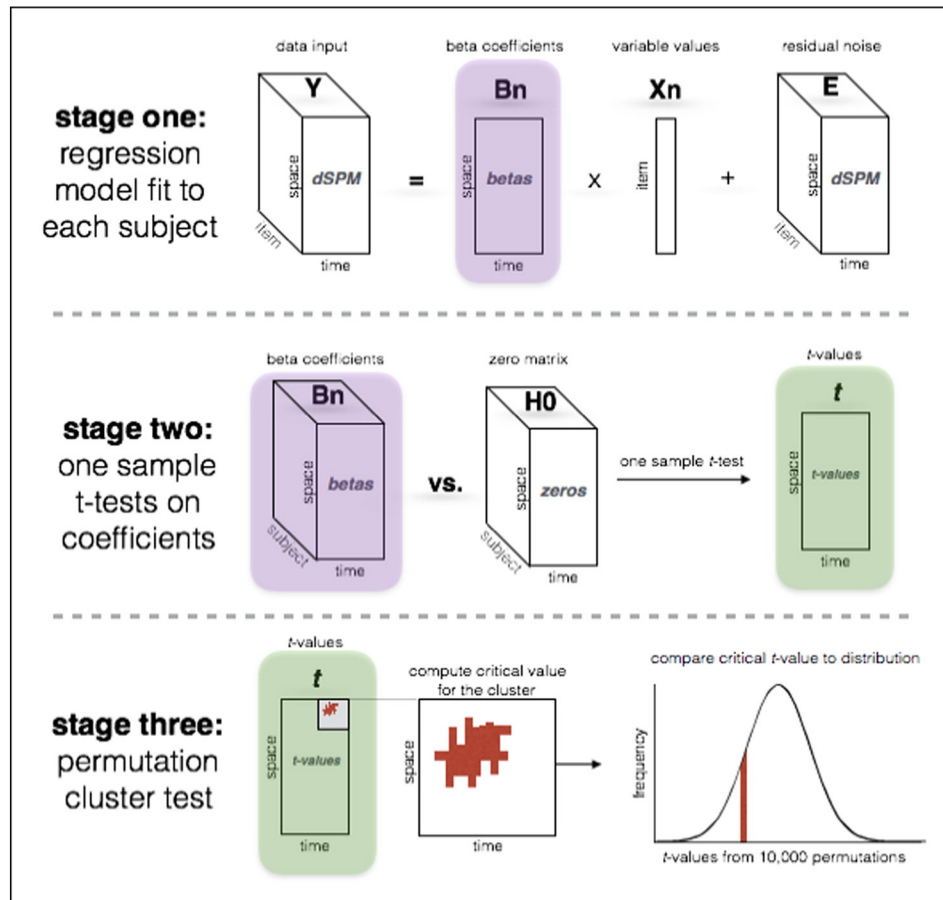 data input
beta coefficients
variable values
residual noise
stage one:
regression
model fit to
each subject
Y
space
dSPM
item
time
=
Bn
space
betas
time
x
Xn
item
+
E
space
dSPM
item
time
beta coefficients
zero matrix
t-values
stage two:
one sample
t-tests on
coefficients
Bn
space
betas
subject
time
vs.
H0
space
zeros
subject
time
one sample t-test
t
space
t-values
time
t-values
stage three:
permutation
cluster test
t
space
t-values
time
compute critical value
for the cluster
space
time
compare critical t-value to distribution
frequency
t-values from 10,000 permutations